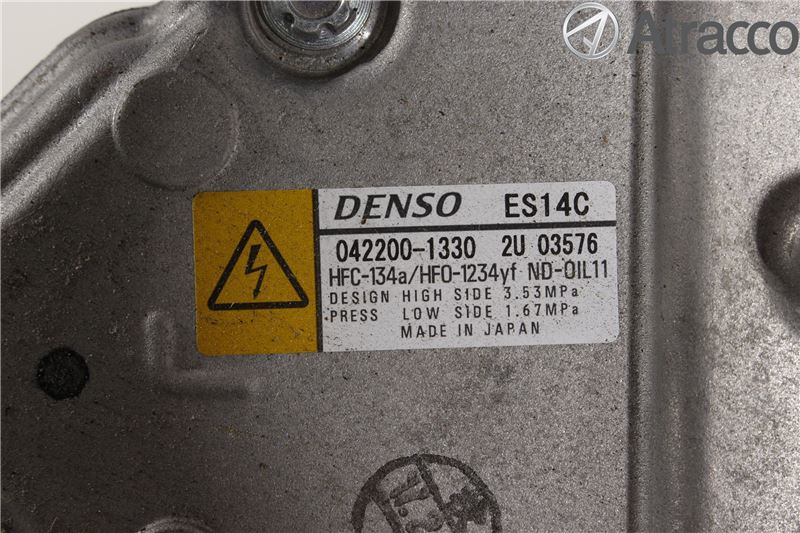 Atracco
DENSO ES14C
042200-1330 2U 03576
HFC-134a/HFO-1234yf ND-OIL11
DESIGN HIGH SIDE 3.53MPa
PRESS LOW SIDE 1.67MPa
MADE IN JAPAN